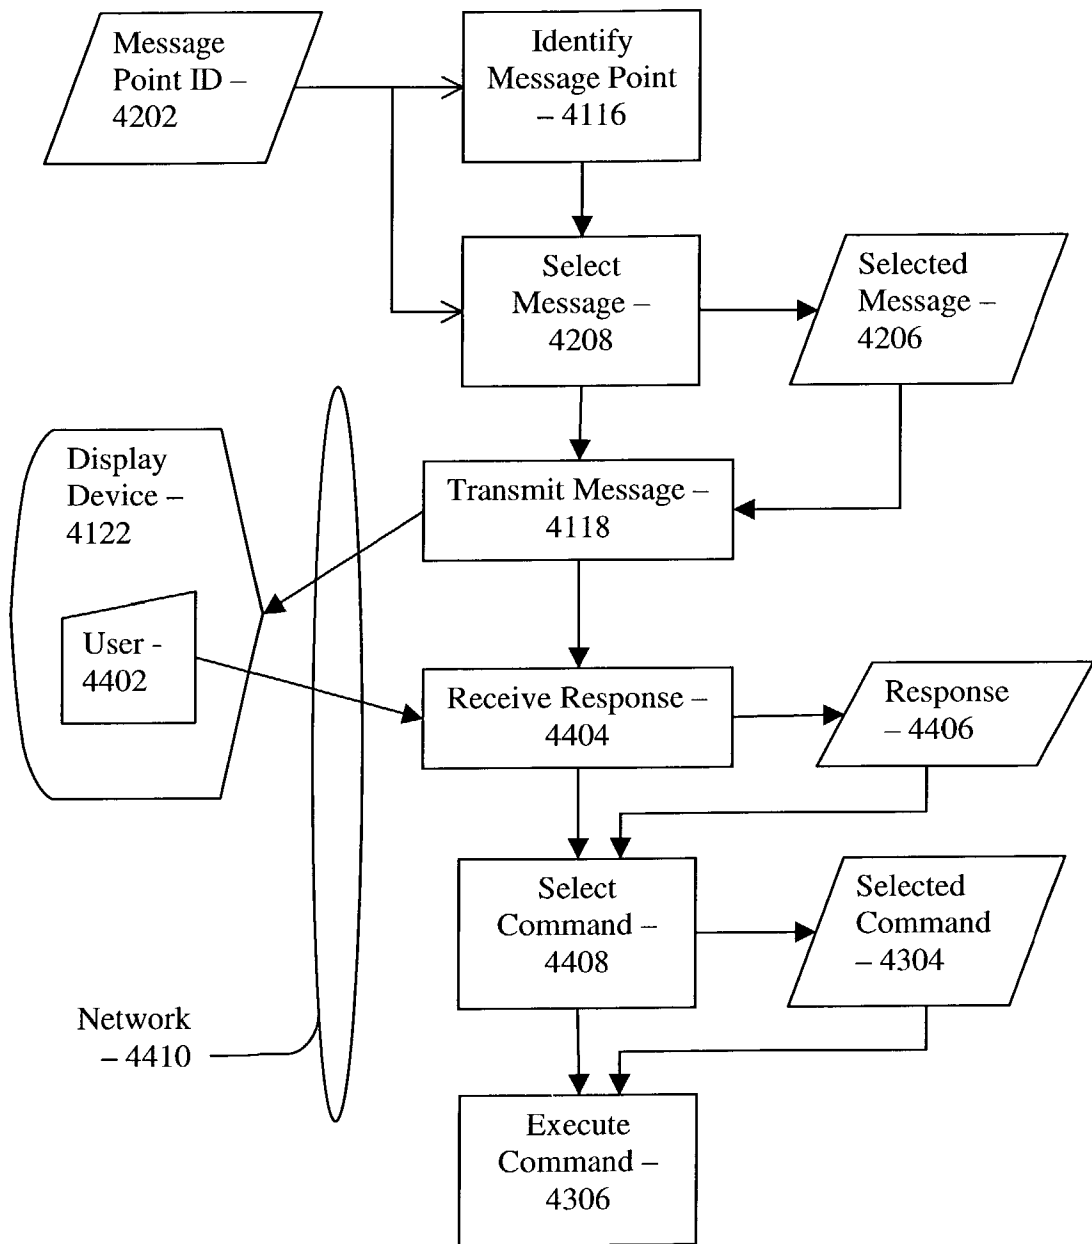 Message
Point ID –
4202
Identify
Message Point
– 4116
Select
Message –
4208
Selected
Message –
4206
Display
Device –
4122
Transmit Message –
4118
User -
4402
Receive Response –
4404
Response
– 4406
Select
Command –
4408
Selected
Command
– 4304
Network
– 4410
Execute
Command –
4306